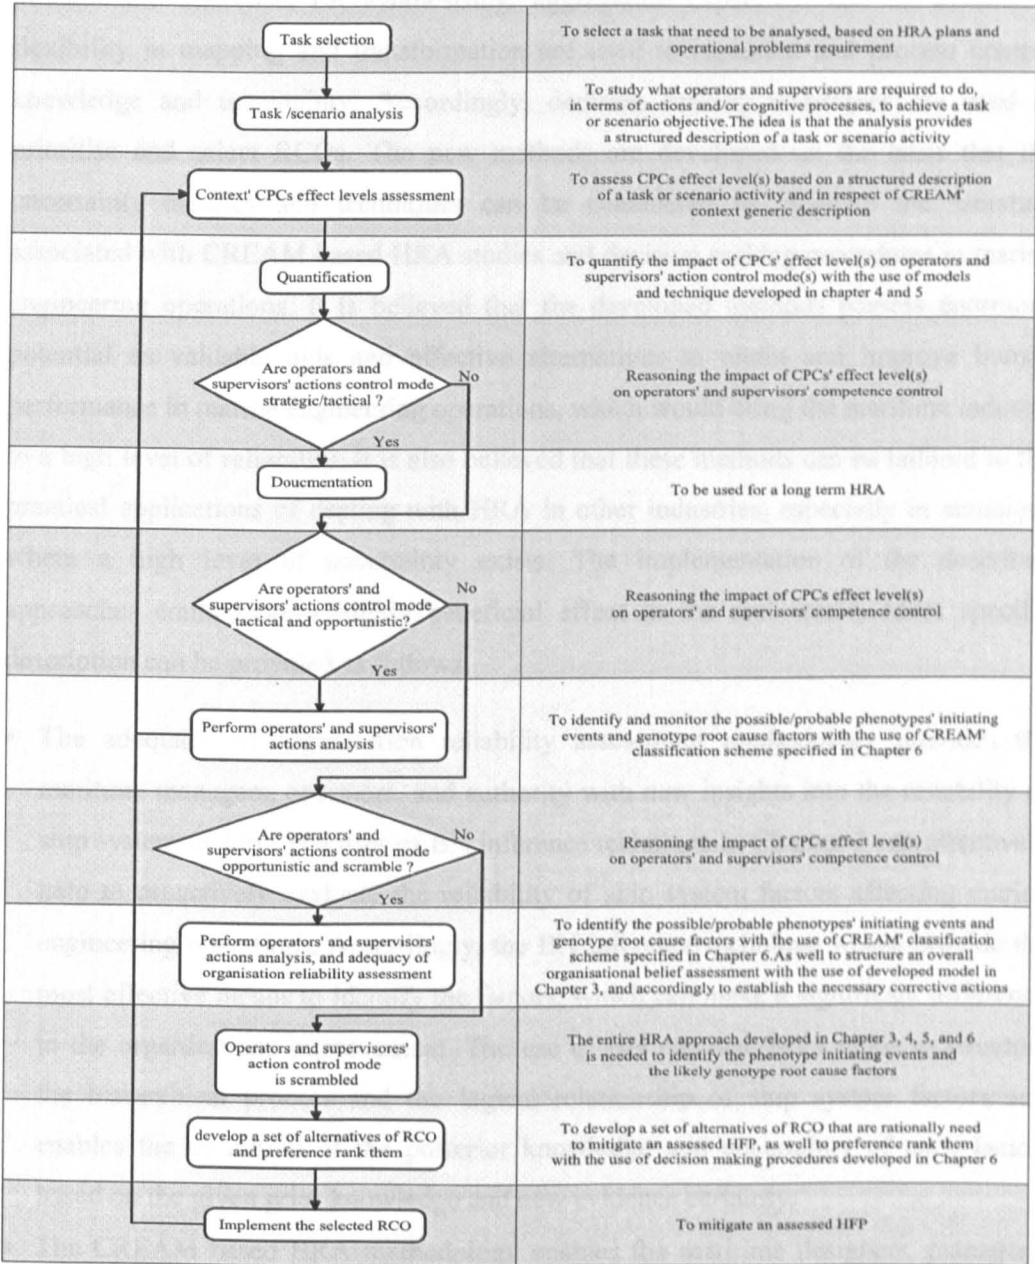 Task selection
To select a task that need to be analysed, based on HRA plans and
operational problems requirement
Task /scenario analysis
To study what operators and supervisors are required to do,
in terms of actions and/or cognitive processes, to achieve task
or scenario objective.The idea is that the analysis provides
a structured description of a task or scenario activity
Context' CPCs effect levels assessment
To assess CPCs effect level(s) based on a structured description
of a task or scenario activity and in respect of CREAM'
context generic description
Quantification
To quantify the impact of CPCs' effect level(s) on operators and
supervisors' action control mode(s) with the use of models
and technique developed in chapter 4 and 5
Are operators and
supervisors' actions control mode
strategic/tactical ?
No
Yes
Reasoning the impact of CPCs' effect level(s)
on operators' and supervisors' competence control
Doucmentation
To be used for a long term HRA
Are operators' and
supervisors' actions control mode
tactical and opportunistic?
No
Yes
Reasoning the impact of CPCs effect level(s)
on operators' and supervisors' competence control
Perform operators' and supervisors'
actions analysis
To identify and monitor the possible/probable phenotypes' initiating
events and genotype root cause factors with the use of CREAM'
classification scheme specified in Chapter 6
Are operators' and
supervisors' actions control mode
opportunistic and scramble ?
No
Yes
Reasoning the impact of CPCs effect level(s)
on operators' and supervisors' competence control
Perform operators' and supervisors'
actions analysis, and adequacy of
organisation reliability assessment
To identify the possible/probable phenotypes' initiating events and
genotype root cause factors with the use of CREAM' classification
scheme specified in Chapter 6.As well to structure an overall
organisational belief assessment with the use of developed model in
Chapter 3, and accordingly to establish the necessary corrective actions
Operators and supervisores'
action control mode
is scrambled
The entire HRA approach developed in Chapter 3, 4, 5, and 6
is needed to identify the phenotype initiating events and
the likely genotype root cause factors
develop a set of alternatives of RCO
and preference rank them
To develop a set of alternatives of RCO that are rationally need
to mitigate an assessed HFP, as well to preference rank them
with the use of decision making procedures developed in Chapter 6
Implement the selected RCO
To mitigate an assessed HFP